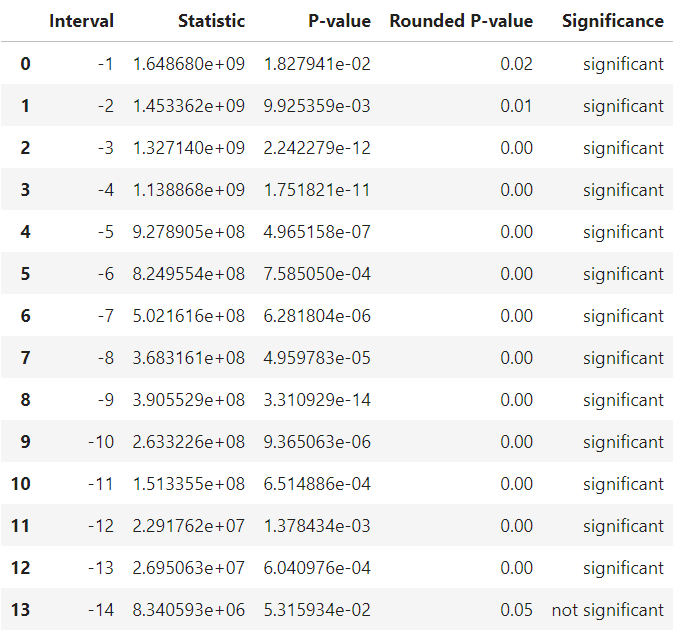 Interval Statistic P-value Rounded P-value Significance
0 -1 1.648680e+09 1.827941e-02 0.02 significant
1 -2 1.453362e+09 9.925359e-03 0.01 significant
2 -3 1.327140e+09 2.242279e-12 0.00 significant
3 -4 1.138868e+09 1.751821e-11 0.00 significant
4 -5 9.278905e+08 4.965158e-07 0.00 significant
5 -6 8.249554e+08 7.585050e-04 0.00 significant
6 -7 5.021616e+08 6.281804e-06 0.00 significant
7 -8 3.683161e+08 4.959783e-05 0.00 significant
8 -9 3.905529e+08 3.310929e-14 0.00 significant
9 -10 2.633226e+08 9.365063e-06 0.00 significant
10 -11 1.513355e+08 6.514886e-04 0.00 significant
11 -12 2.291762e+07 1.378434e-03 0.00 significant
12 -13 2.695063e+07 6.040976e-04 0.00 significant
13 -14 8.340593e+06 5.315934e-02 0.05 not significant